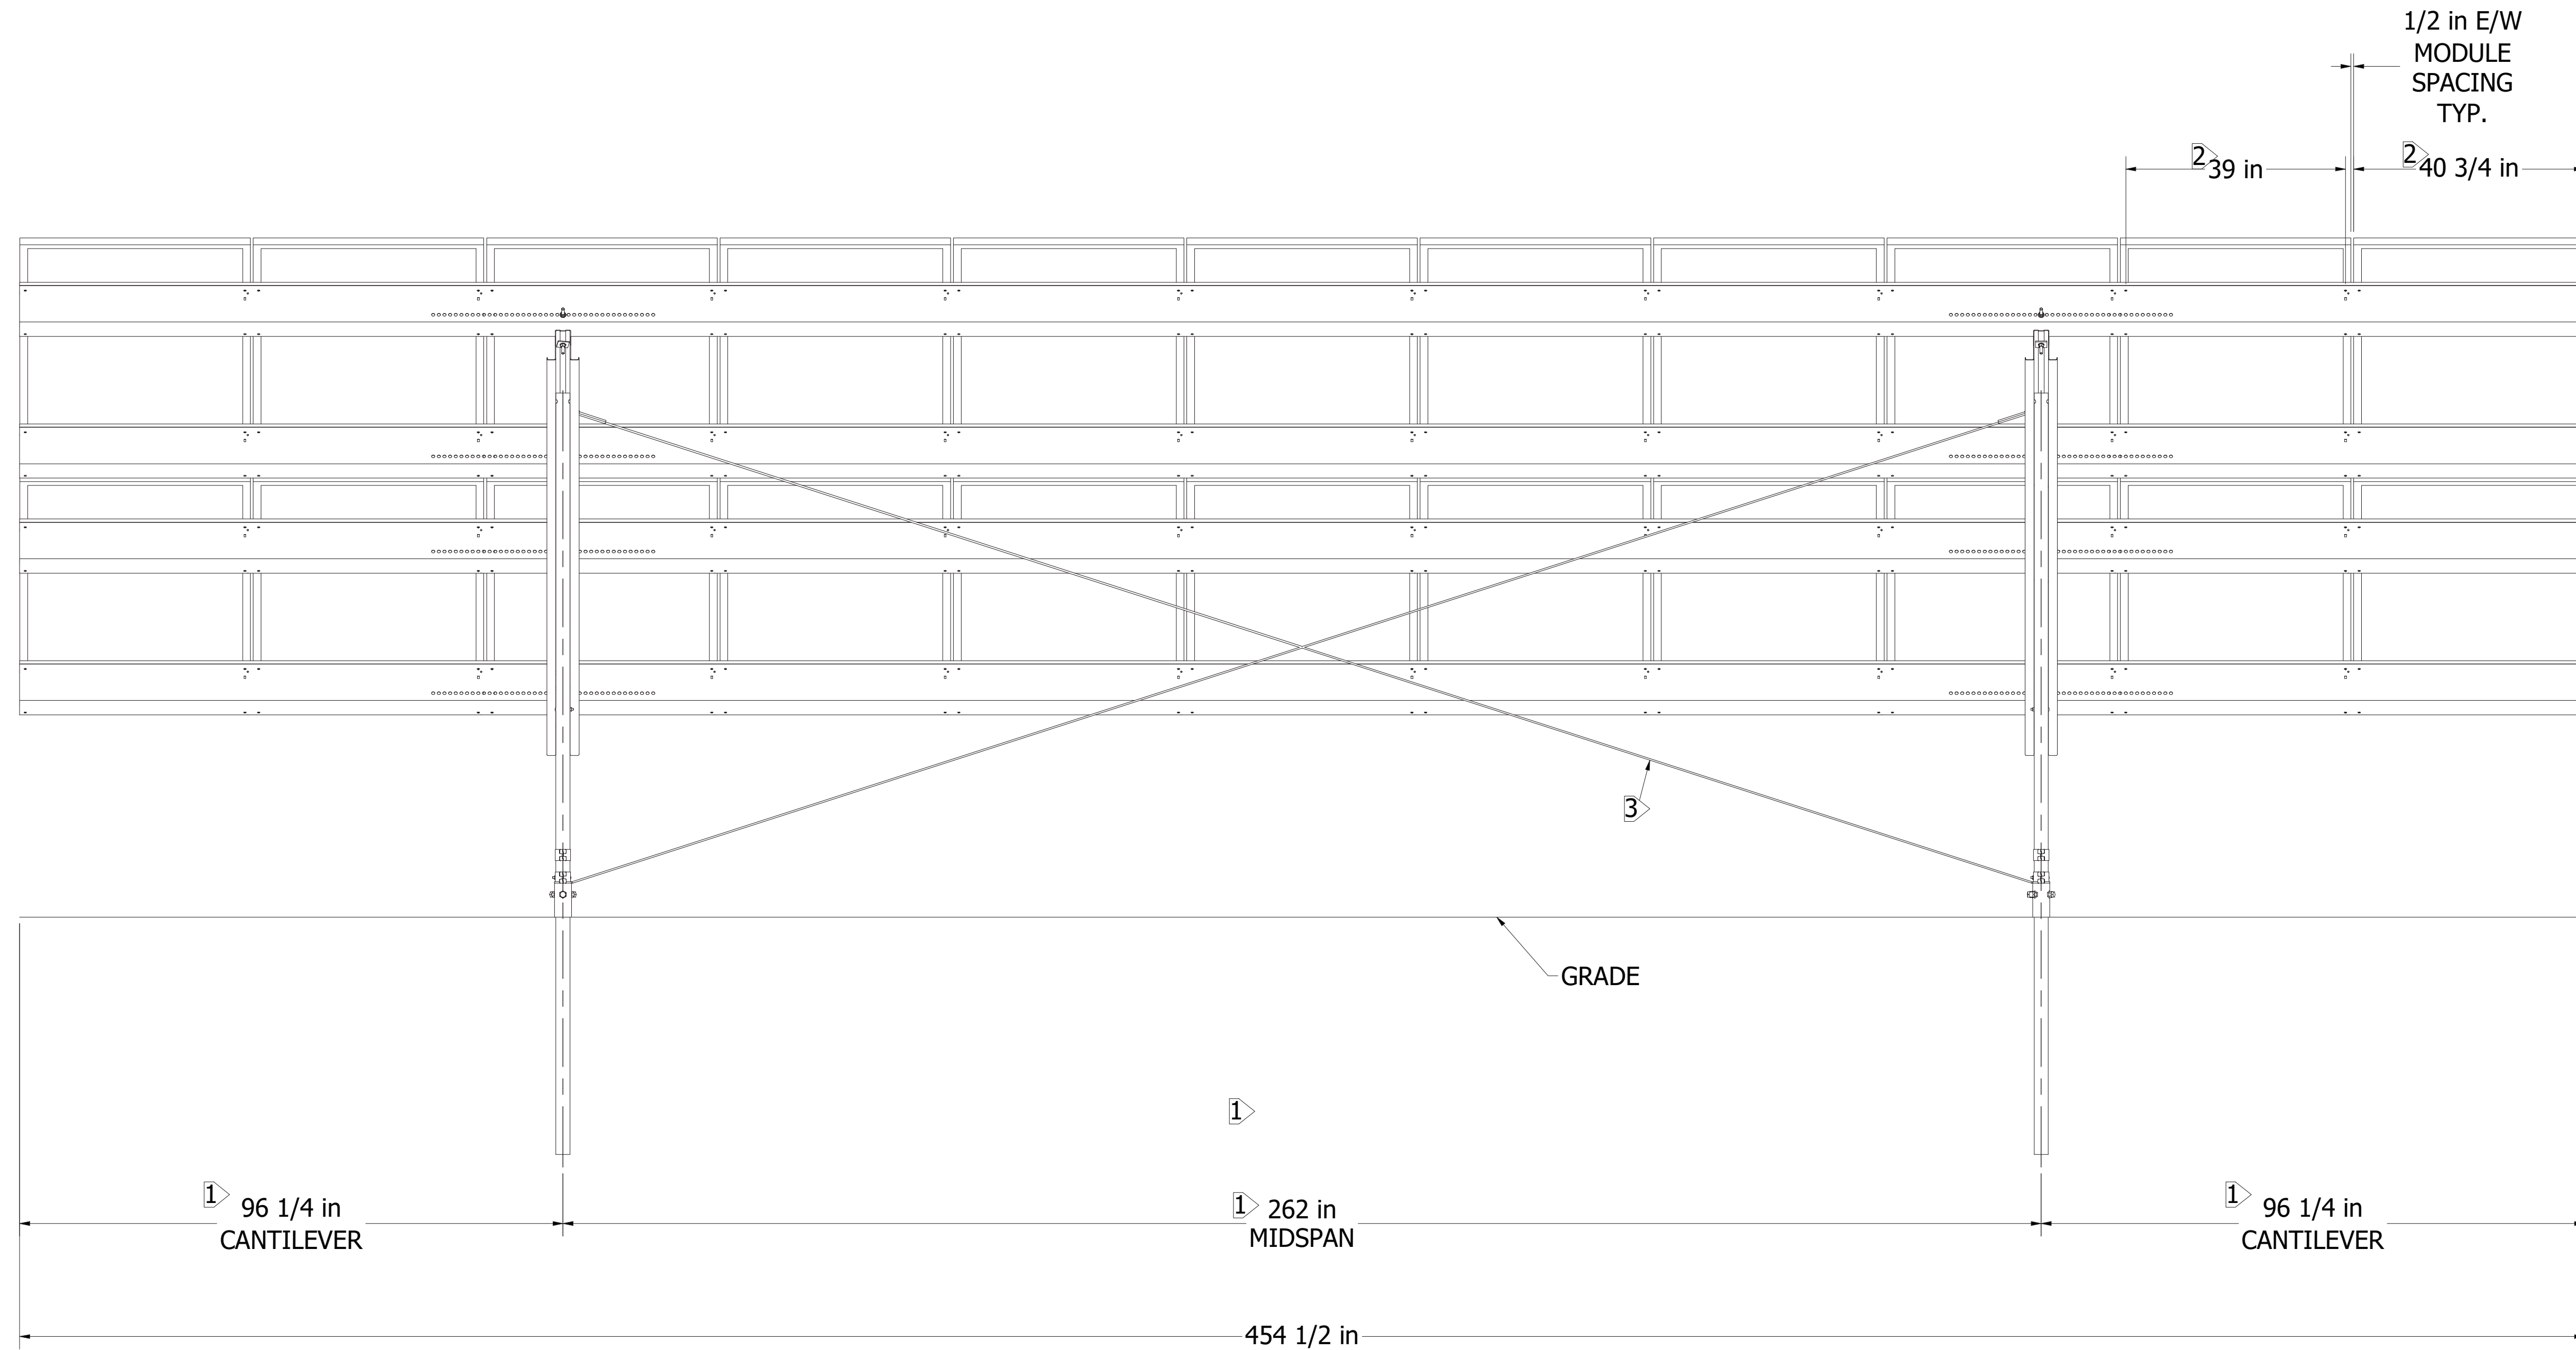 1/2 in E/W
MODULE
SPACING
TYP.
2
39 in
2
40 3/4 in
3
GRADE
1
1
96 1/4 in
CANTILEVER
1
262 in
MIDSPAN
1
96 1/4 in
CANTILEVER
454 1/2 in